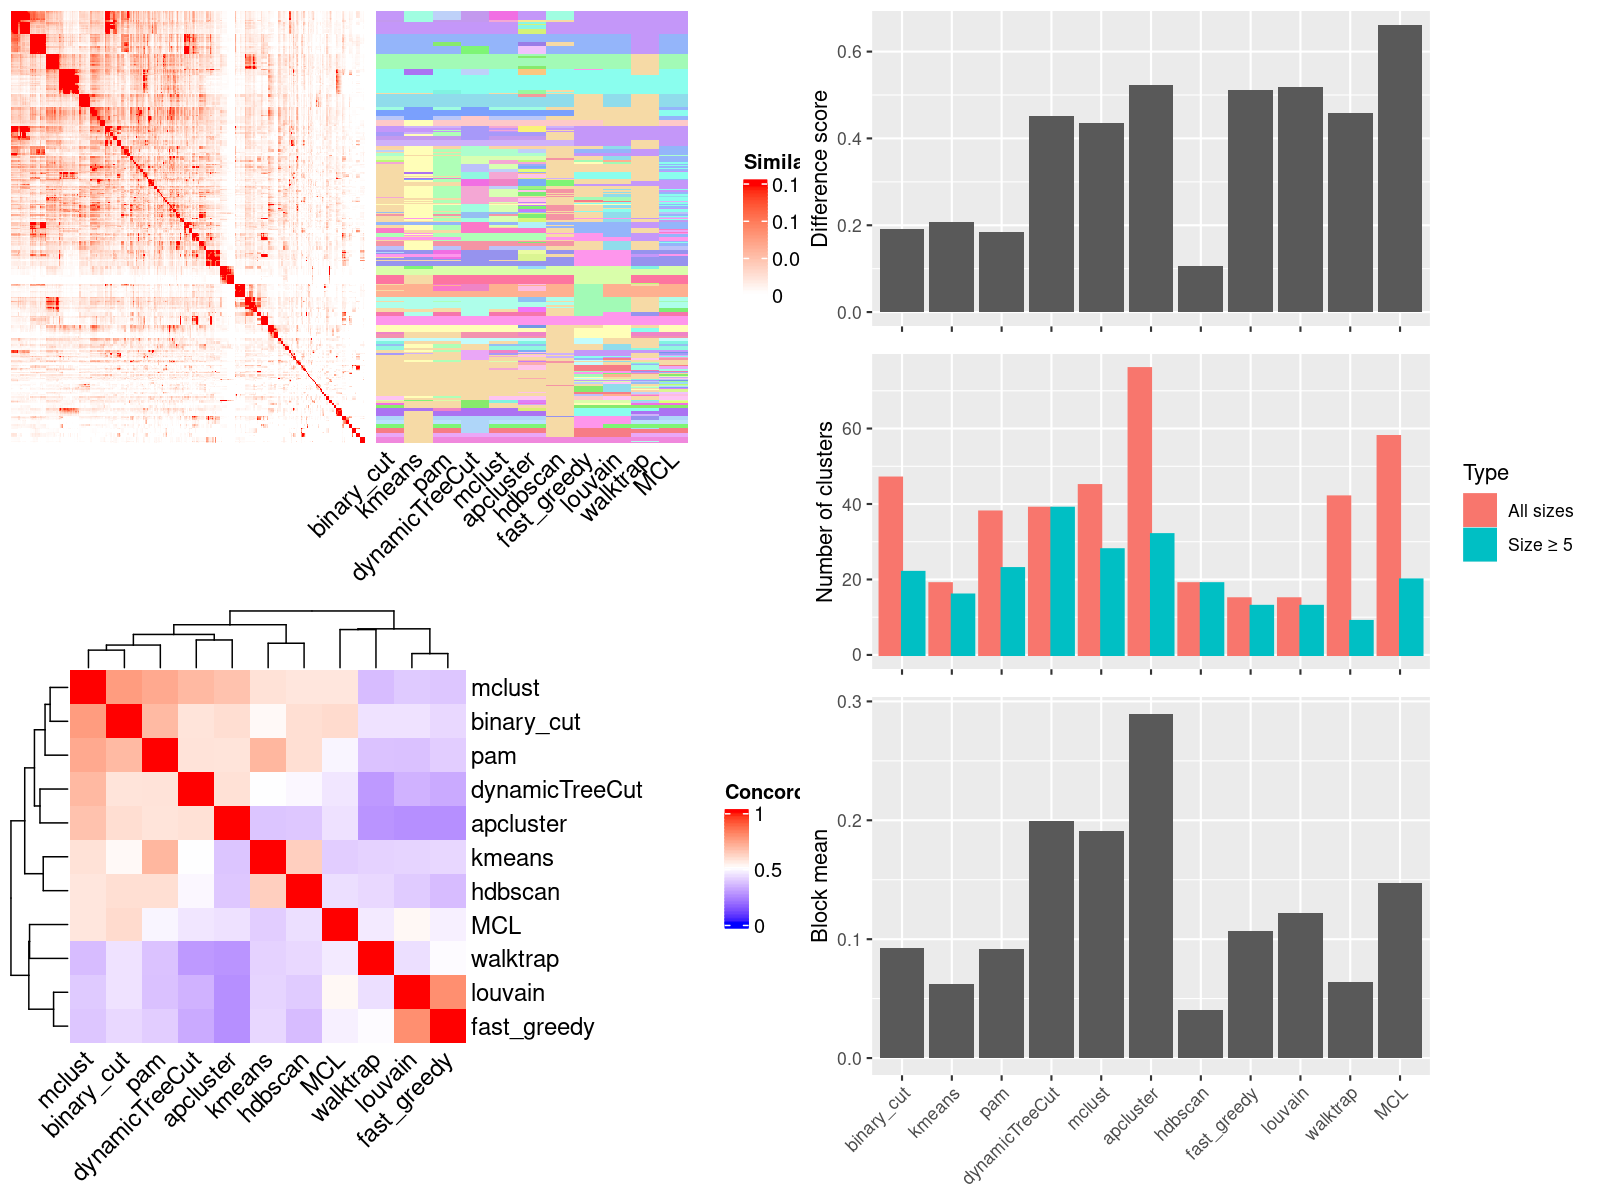 Simila
0.1
0.1
0.0
0
binary_cut
kmeans
pam
dynamicTreeCut
mclust
apcluster
hdbscan
fast_greedy
louvain
walktrap
MCL
Difference score
0.6
0.4
0.2
0.0
Number of clusters
60
40
20
0
Type
All sizes
Size ≥ 5
mclust
binary_cut
pam
dynamicTreeCut
apcluster
kmeans
hdbscan
MCL
walktrap
louvain
fast_greedy
mclust
binary_cut
pam
dynamicTreeCut
apcluster
kmeans
hdbscan
MCL
walktrap
louvain
fast_greedy
Concord
1
0.5
0
Block mean
0.3
0.2
0.1
0.0
binary_cut
kmeans
pam
dynamicTreeCut
mclust
apcluster
hdbscan
fast_greedy
louvain
walktrap
MCL